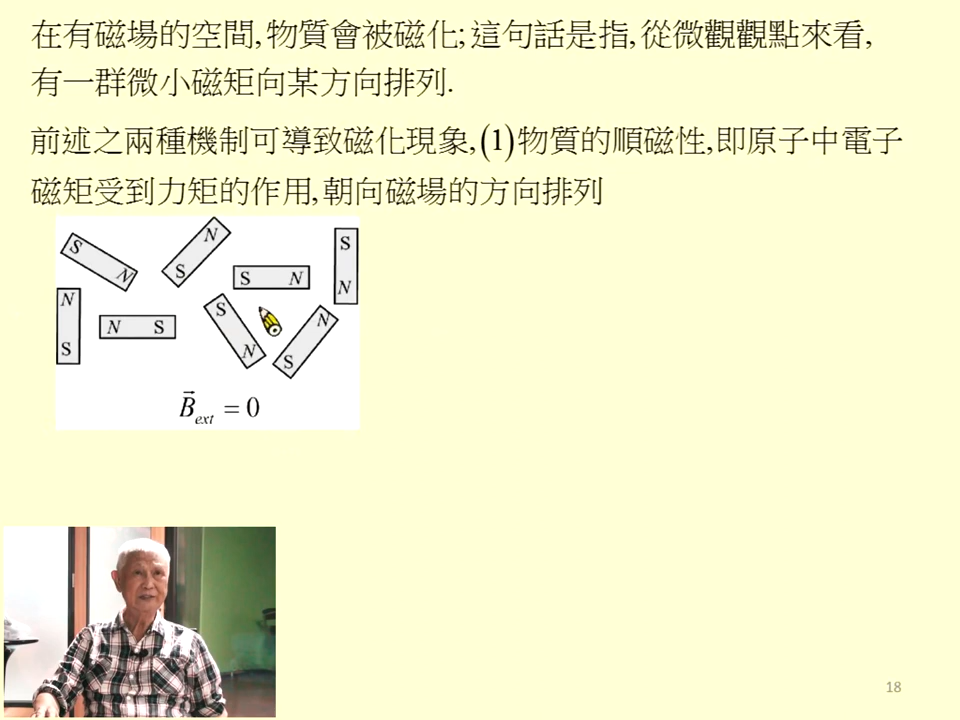 在有磁場的空間, 物質會被磁化; 這句話是指, 從微觀觀點來看,
有一群微小磁矩向某方向排列.
前述之兩種機制可導致磁化現象, (1) 物質的順磁性, 即原子中電子
磁矩受到力矩的作用, 朝向磁場的方向排列
S N
N S
S N
S N
N S
N S
S N
N S
B⃗ext = 0
18